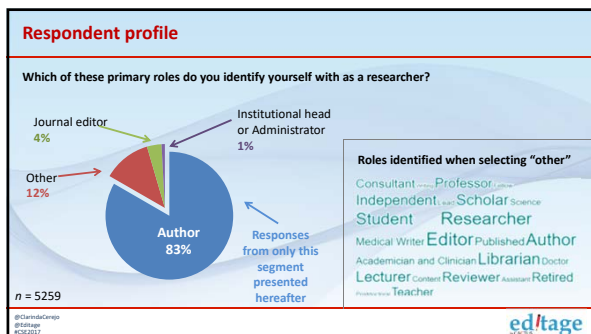 Respondent profile
Which of these primary roles do you identify yourself with as a researcher?
Journal editor
4%
Institutional head
or Administrator
1%
Other
12%
Author
83%
Responses
from only this
segment
presented
hereafter
Roles identified when selecting “other”
Consultant Professor
Independent Lead Scholar Science
Student Researcher
Medical Writer Editor Published Author
Academician and Clinician Librarian Doctor
Lecturer Content Reviewer Assistant Retired
Teacher
n = 5259
@ClarindaCerejo
@Editage
#CSE2017
editage